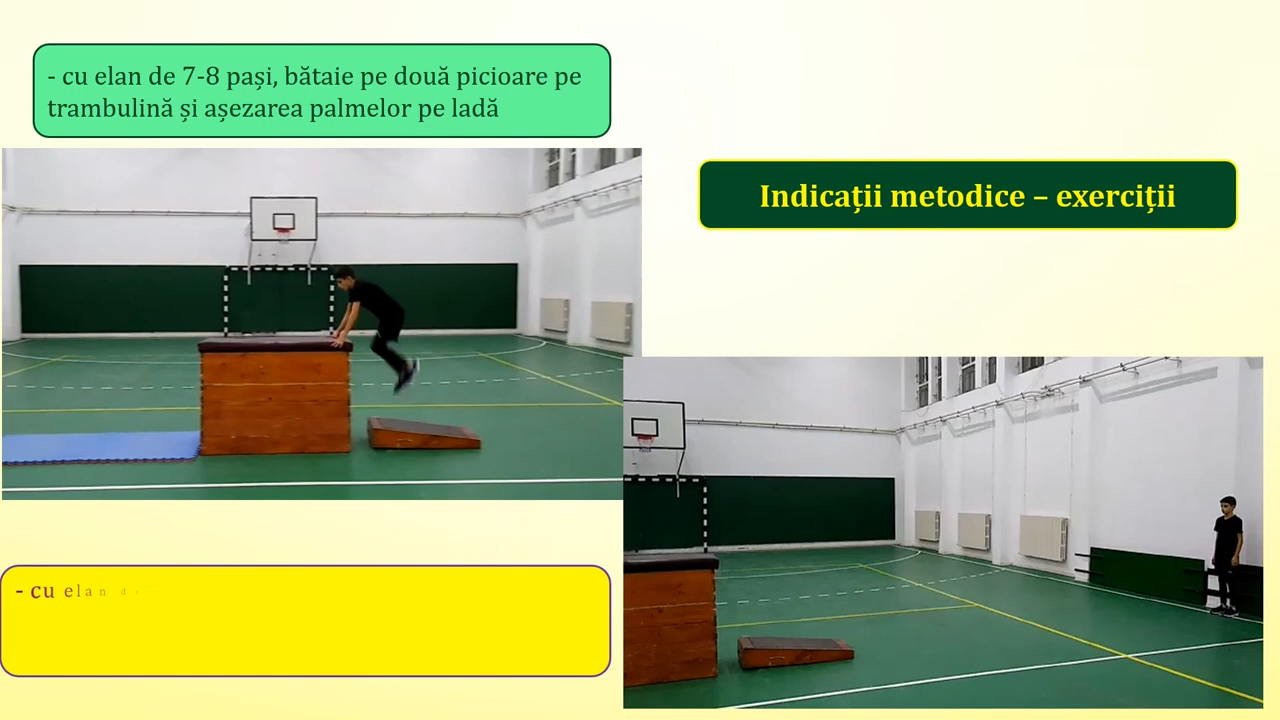 - cu elan de 7-8 pași, bătaie pe două picioare pe
trambulină și așezarea palmelor pe ladă
Indicații metodice – exerciții
- cu elan d